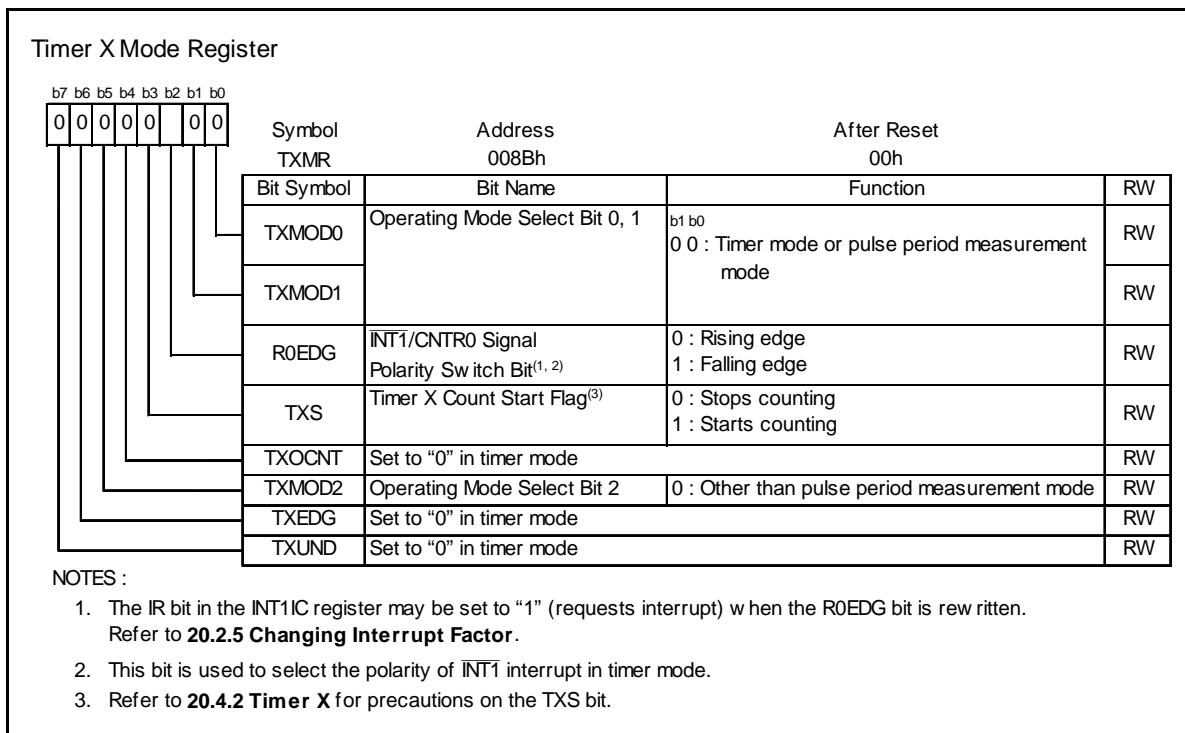 Timer X Mode Register
b7 b6 b5 b4 b3 b2 b1 b0
0 0 0 0 0 0 0
Symbol Address After Reset
TXMR 008Bh 00h
Bit Symbol Bit Name Function RW
TXMOD0 Operating Mode Select Bit 0, 1 b1 b0
0 0 : Timer mode or pulse period measurement
mode RW
TXMOD1 RW
R0EDG INT1/CNTR0 Signal
Polarity Switch Bit(1, 2) 0 : Rising edge
1 : Falling edge RW
TXS Timer X Count Start Flag(3) 0 : Stops counting
1 : Starts counting RW
TXOCNT Set to “0” in timer mode RW
TXMOD2 Operating Mode Select Bit 2 0 : Other than pulse period measurement mode RW
TXEDG Set to “0” in timer mode RW
TXUND Set to “0” in timer mode RW
NOTES :
1. The IR bit in the INT1IC register may be set to “1” (requests interrupt) when the R0EDG bit is rewritten.
Refer to 20.2.5 Changing Interrupt Factor.
2. This bit is used to select the polarity of INT1 interrupt in timer mode.
3. Refer to 20.4.2 Timer X for precautions on the TXS bit.